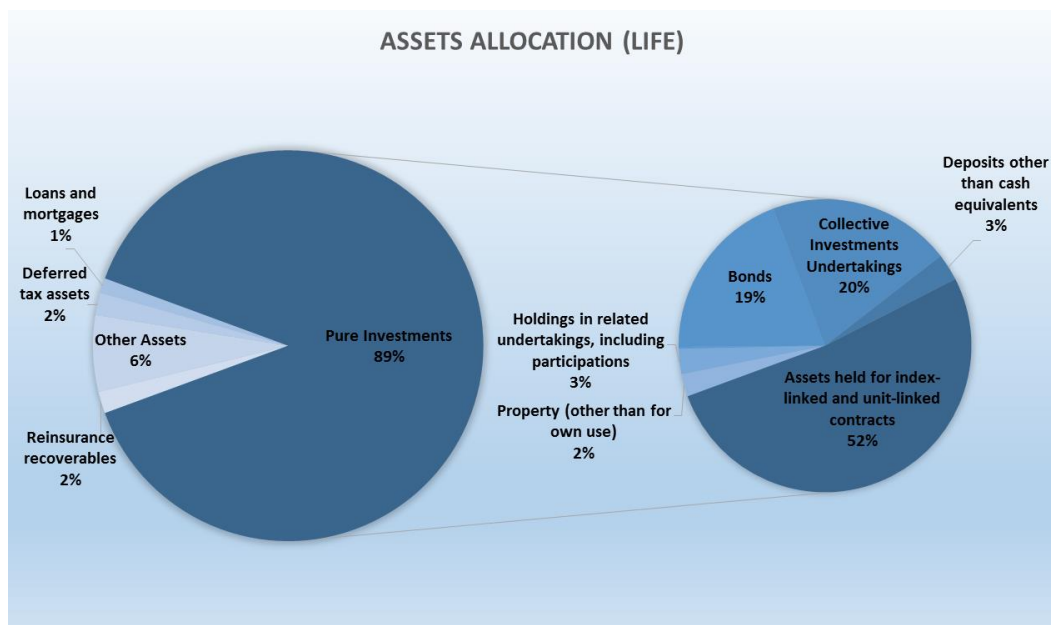 ASSETS ALLOCATION (LIFE)
Loans and
mortgages
1%
Deferred
tax assets
2%
Other Assets
6%
Reinsurance
recoverables
2%
Pure Investments
89%
Holdings in related
undertakings, including
participations
3%
Property (other than for
own use)
2%
Bonds
19%
Collective
Investments
Undertakings
20%
Deposits other
than cash
equivalents
3%
Assets held for index-
linked and unit-linked
contracts
52%